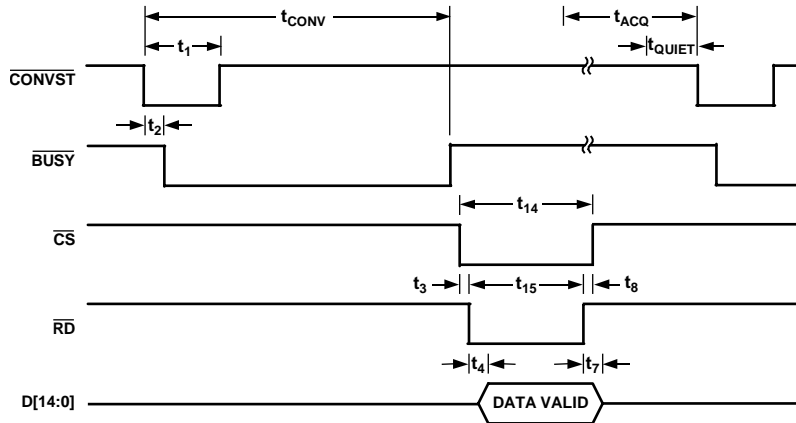 tCONV
tACQ
t1
tQUIET
CONVST
t2
BUSY
t14
CS
t3
t15
t8
RD
t4
t7
D[14:0]
DATA VALID